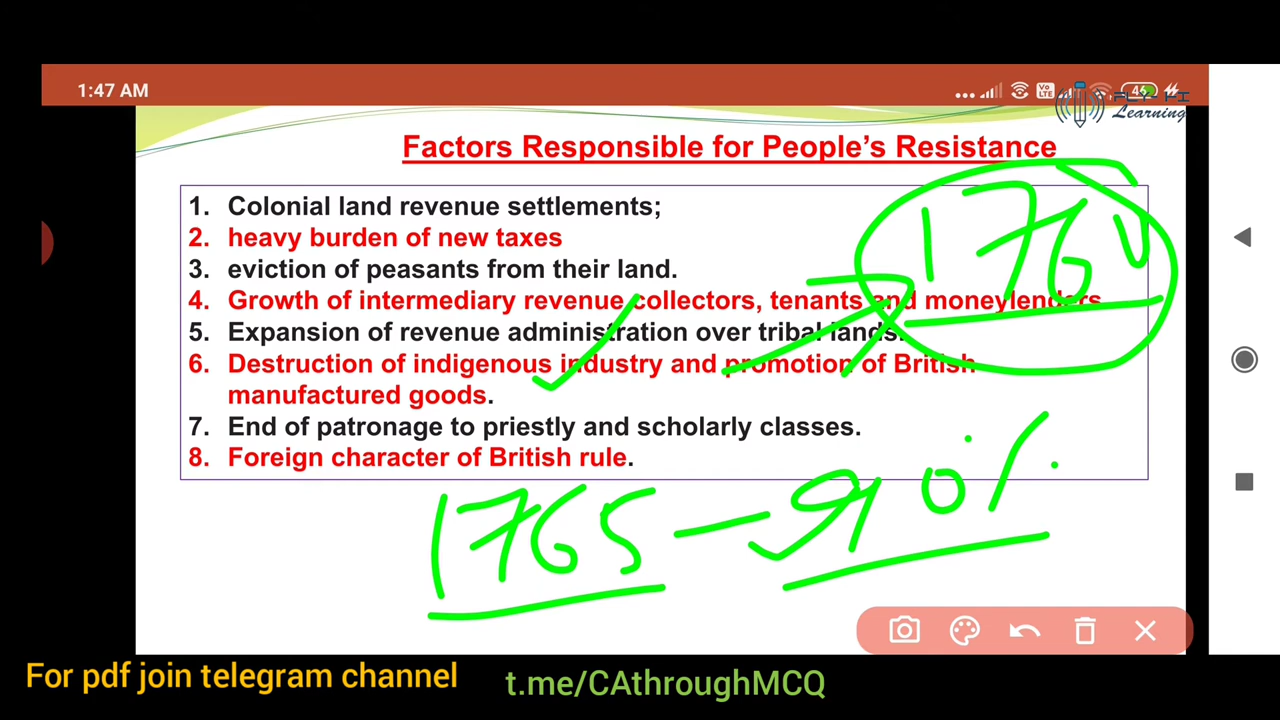 1:47 AM
Vo LTE
46
Learning
Factors Responsible for People's Resistance
1. Colonial land revenue settlements;
2. heavy burden of new taxes
3. eviction of peasants from their land.
4. Growth of intermediary revenue collectors, tenants and moneylenders
5. Expansion of revenue administration over tribal lands.
6. Destruction of indigenous industry and promotion of British
manufactured goods.
7. End of patronage to priestly and scholarly classes.
8. Foreign character of British rule.
1765
For pdf join telegram channel
t.me/CAthroughMCQ